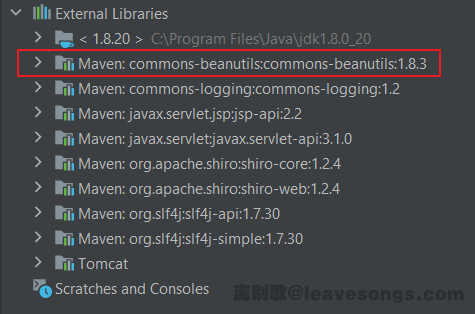 External Libraries
< 1.8.20 > C:\Program Files\Java\jdk1.8.0_20
Maven: commons-beanutils:commons-beanutils:1.8.3
Maven: commons-logging:commons-logging:1.2
Maven: javax.servlet.jsp:jsp-api:2.2
Maven: javax.servlet:javax.servlet-api:3.1.0
Maven: org.apache.shiro:shiro-core:1.2.4
Maven: org.apache.shiro:shiro-web:1.2.4
Maven: org.slf4j:slf4j-api:1.7.30
Maven: org.slf4j:slf4j-simple:1.7.30
Tomcat
Scratches and Consoles
离别歌@leavesongs.com